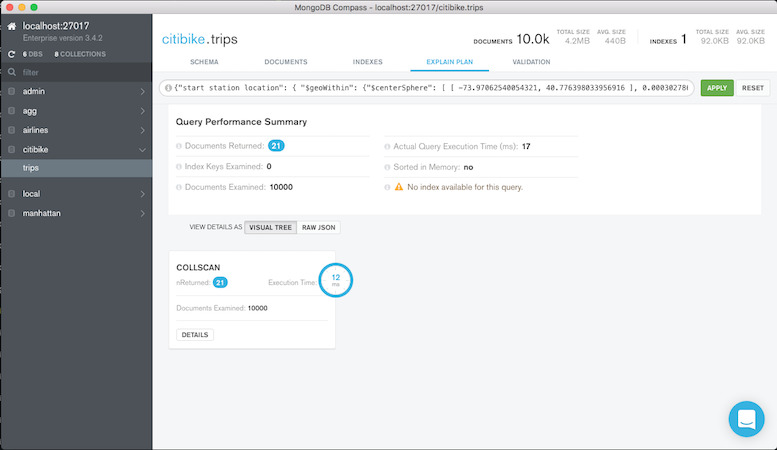 MongoDB Compass - localhost:27017/citibike.trips
localhost:27017
Enterprise version 3.4.2
6 DBS 8 COLLECTIONS
filter
admin
agg
airlines
citibike
trips
local
manhattan
citibike.trips
DOCUMENTS 10.0k
TOTAL SIZE AVG. SIZE
4.2MB 440B
INDEXES 1
TOTAL SIZE AVG. SIZE
92.0KB 92.0KB
SCHEMA DOCUMENTS INDEXES EXPLAIN PLAN VALIDATION
{"start station location": { "$geoWithin": {"$centerSphere": [ [ -73.97062540054321, 40.776398033956916 ], 0.00030278
APPLY RESET
Query Performance Summary
Documents Returned: 21
Index Keys Examined: 0
Documents Examined: 10000
Actual Query Execution Time (ms): 17
Sorted in Memory: no
No index available for this query.
VIEW DETAILS AS VISUAL TREE RAW JSON
COLLSCAN
nReturned: 21 Execution Time: 12 ms
Documents Examined: 10000
DETAILS